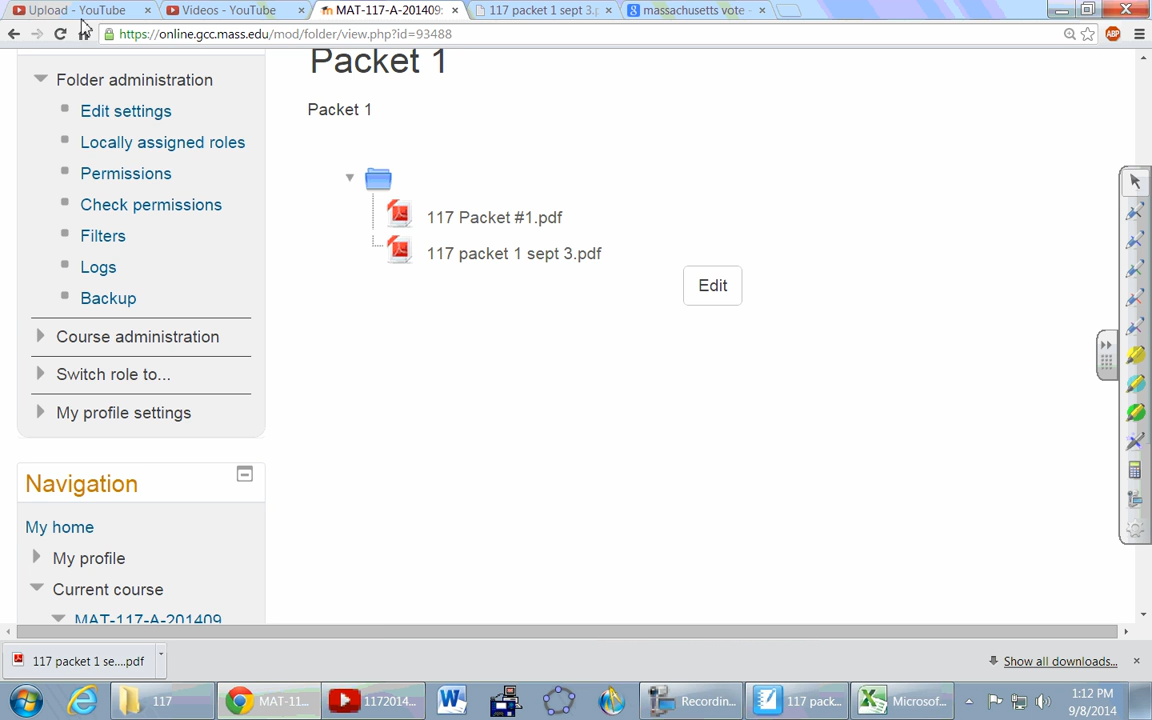 Upload - YouTube
Videos - YouTube
MAT-117-A-201409:
117 packet 1 sept 3.p
massachusetts vote -
https://online.gcc.mass.edu/mod/folder/view.php?id=93488
ABP
Packet 1
Packet 1
Folder administration
Edit settings
Locally assigned roles
Permissions
Check permissions
Filters
Logs
Backup
Course administration
Switch role to...
My profile settings
117 Packet #1.pdf
117 packet 1 sept 3.pdf
Edit
Navigation
My home
My profile
Current course
MAT-117-A-201409
117 packet 1 se....pdf
Show all downloads...
117
MAT-11...
1172014...
Recordin...
117 pack...
Microsof...
1:12 PM
9/8/2014